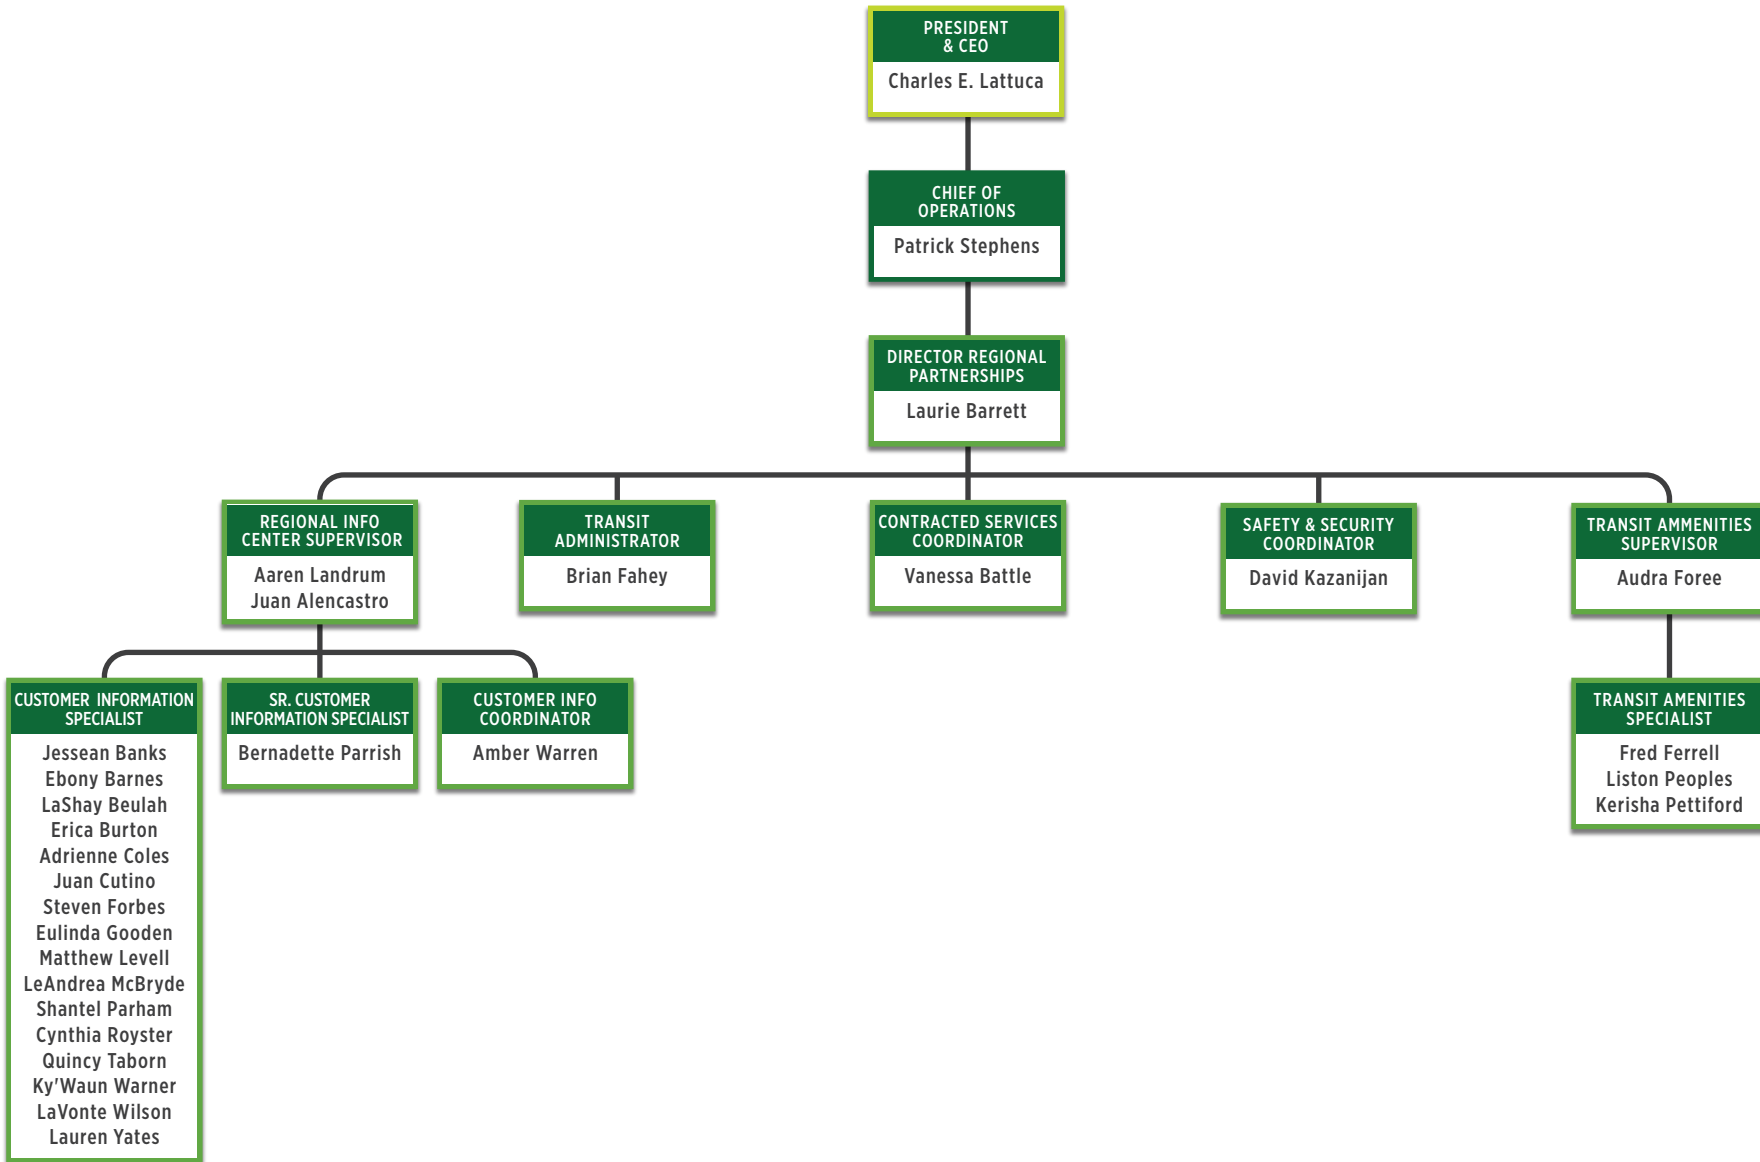 PRESIDENT
& CEO
Charles E. Lattuca
CHIEF OF
OPERATIONS
Patrick Stephens
DIRECTOR REGIONAL
PARTNERSHIPS
Laurie Barrett
REGIONAL INFO
CENTER SUPERVISOR
Aaren Landrum
Juan Alencastro
TRANSIT
ADMINISTRATOR
Brian Fahey
CONTRACTED SERVICES
COORDINATOR
Vanessa Battle
SAFETY & SECURITY
COORDINATOR
David Kazanijan
TRANSIT AMMENITIES
SUPERVISOR
Audra Foree
CUSTOMER INFORMATION
SPECIALIST
Jessean Banks
Ebony Barnes
LaShay Beulah
Erica Burton
Adrienne Coles
Juan Cutino
Steven Forbes
Eulinda Gooden
Matthew Levell
LeAndrea McBryde
Shantel Parham
Cynthia Royster
Quincy Taborn
Ky'Waun Warner
LaVonte Wilson
Lauren Yates
SR. CUSTOMER
INFORMATION SPECIALIST
Bernadette Parrish
CUSTOMER INFO
COORDINATOR
Amber Warren
TRANSIT AMENITIES
SPECIALIST
Fred Ferrell
Liston Peoples
Kerisha Pettiford